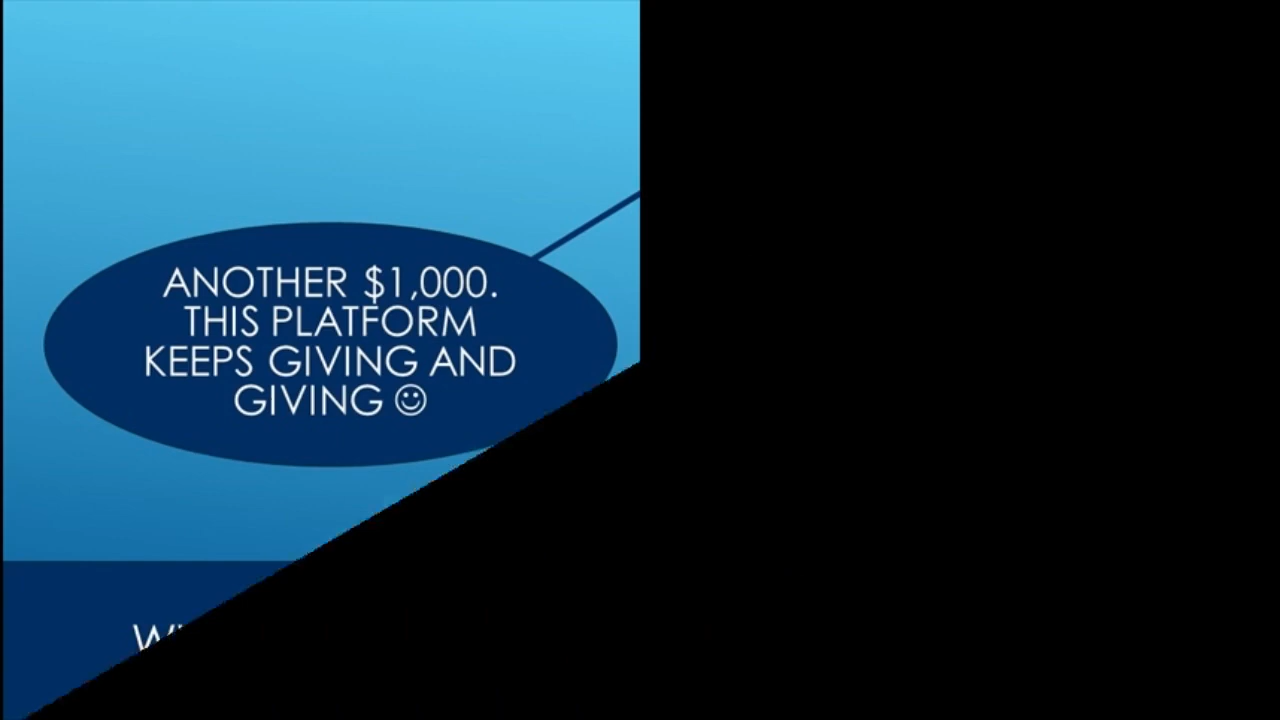 ANOTHER $1,000.
THIS PLATFORM
KEEPS GIVING AND
GIVING ☺